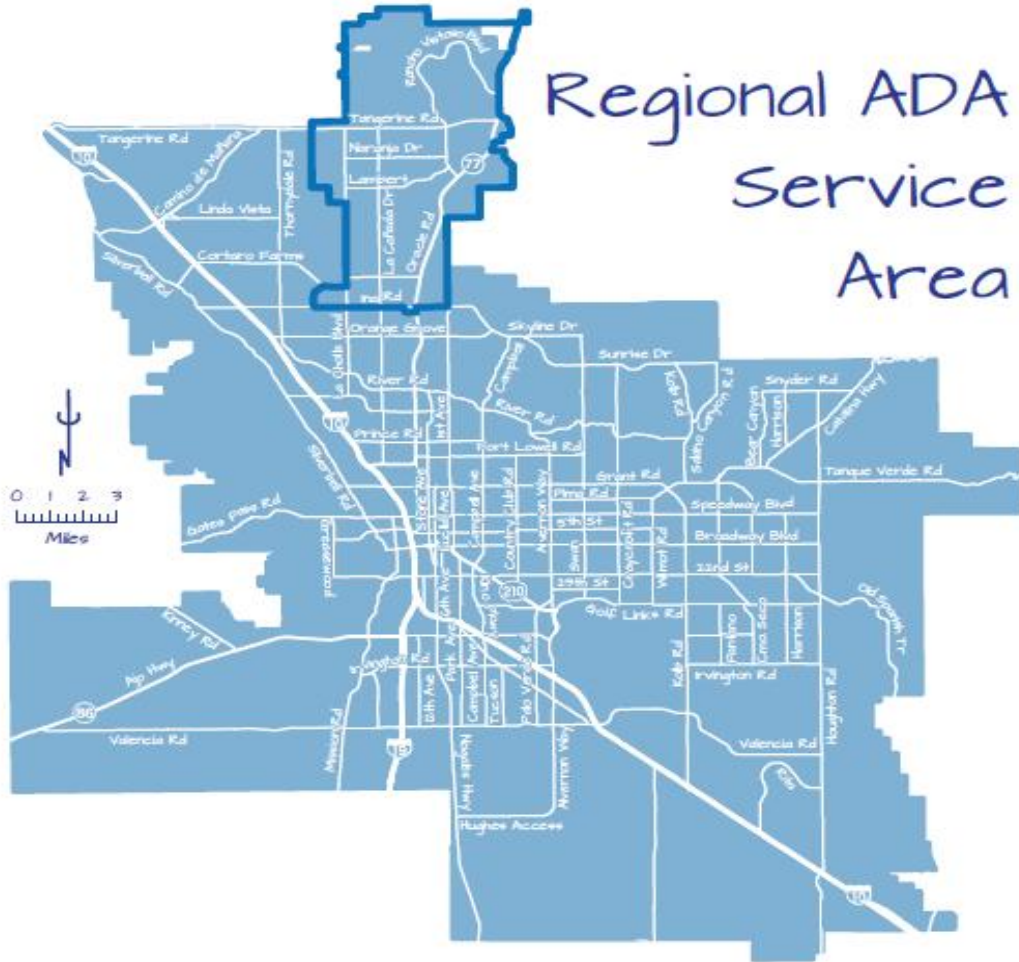 Regional ADA
Service
Area
Rancho Vistoso Blvd
Tangerine Rd
Tangerine Rd
Naranja Dr
77
10
Camino de Mañana
Thornydale Rd
Lambert
Linda Vista
La Cañada Dr
Oracle Rd
Cortaro Farms
Silverbell Rd
Ina Rd
Orange Grove
Skyline Dr
Sunrise Dr
La Cholla Blvd
Campbell
Kolb Rd
Sabino Canyon Rd
Snyder Rd
Catalina Hwy
River Rd
River Rd
Bear Canyon
Harrison
10
1st Ave
Prince Rd
Fort Lowell Rd
N
Silverbell Rd
Grant Rd
Tanque Verde Rd
0 1 2 3
Miles
Pima Rd
Speedway Blvd
Gates Pass Rd
Stone Ave
Euclid Ave
Campbell Ave
Country Club Rd
Alvernon Way
5th St
Craycroft Rd
Wilmot Rd
Broadway Blvd
Greasewood
Swan
22nd St
6th Ave
210
29th St
Kino
Golf Links Rd
Old Spanish Tr
Kinney Rd
Park Ave
Pantano
Cmo Seco
Harrison
Ajo Hwy
Irvington R
12th Ave
Campbell Ave
Tucson
Palo Verde Rd
Kolb Rd
Irvington Rd
Houghton Rd
86
Valencia Rd
Mission Rd
Valencia Rd
Nogales Hwy
Alvernon Way
Rita
Hughes Access
10